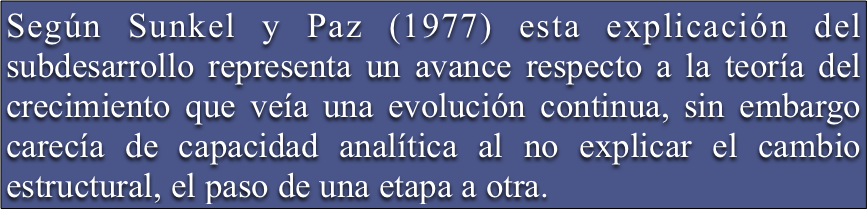 Según Sunkel y Paz (1977) esta explicación del
subdesarrollo representa un avance respecto a la teoría del
crecimiento que veía una evolución continua, sin embargo
carecía de capacidad analítica al no explicar el cambio
estructural, el paso de una etapa a otra.